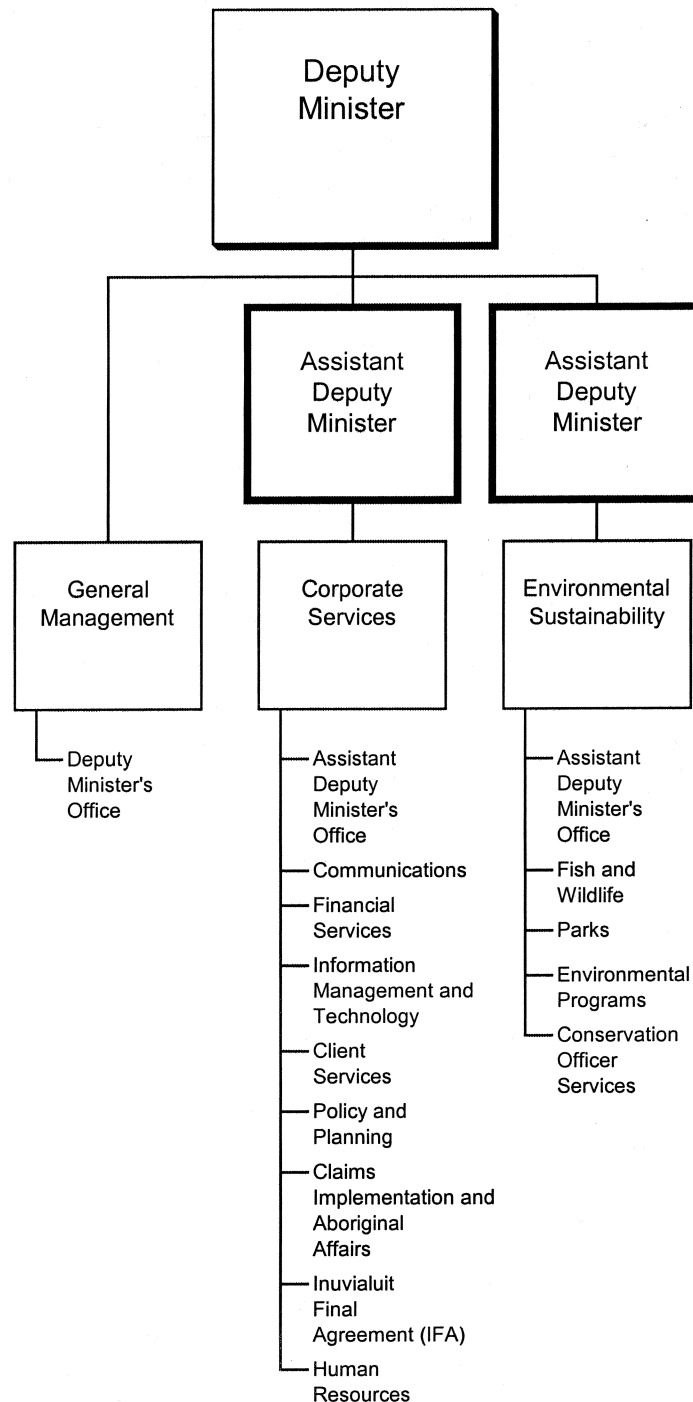 Deputy
Minister
Assistant
Deputy
Minister
Assistant
Deputy
Minister
General
Management
Corporate
Services
Environmental
Sustainability
Deputy
Minister's
Office
Assistant
Deputy
Minister's
Office
Communications
Financial
Services
Information
Management and
Technology
Client
Services
Policy and
Planning
Claims
Implementation and
Aboriginal
Affairs
Inuvialuit
Final
Agreement (IFA)
Human
Resources
Assistant
Deputy
Minister's
Office
Fish and
Wildlife
Parks
Environmental
Programs
Conservation
Officer
Services